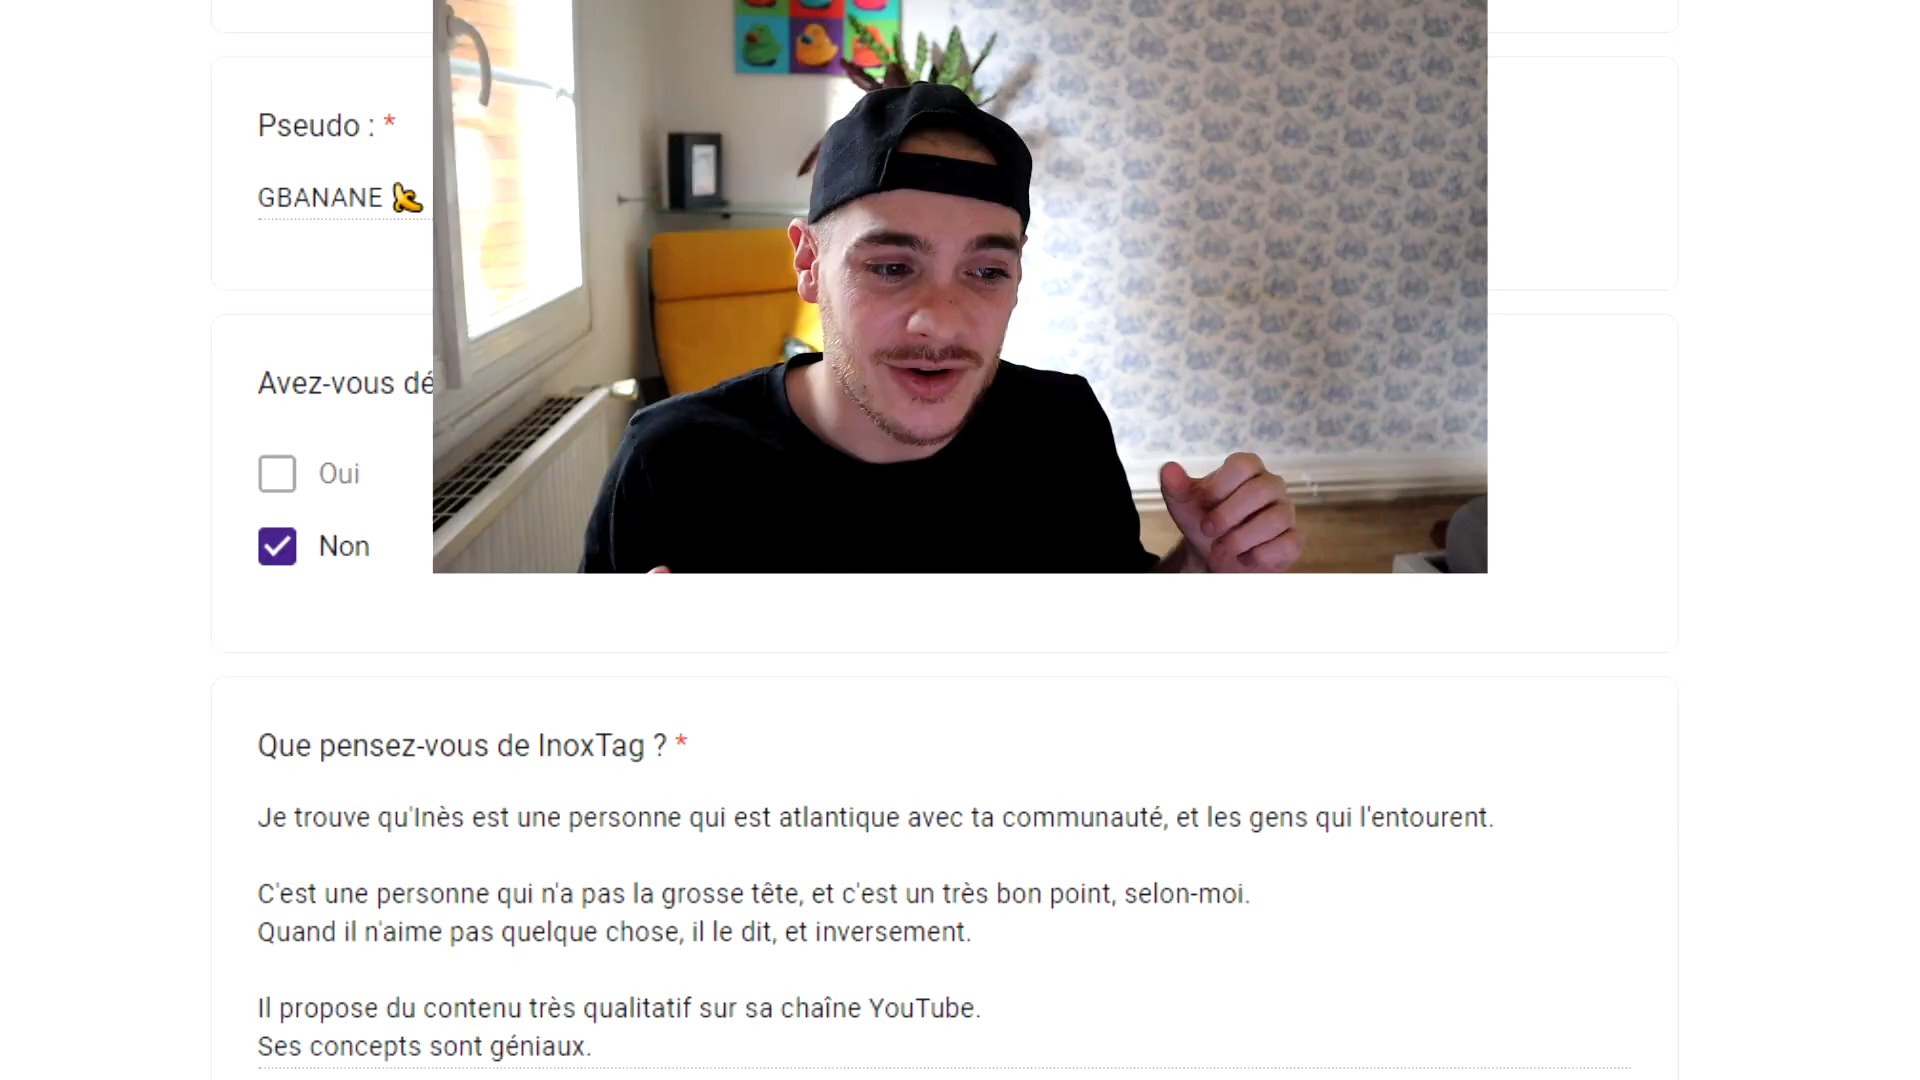 Pseudo : *
GBANANE 🍌
Avez-vous dé
Oui
Non
Que pensez-vous de InoxTag ? *
Je trouve qu'Inès est une personne qui est atlantique avec ta communauté, et les gens qui l'entourent.
C'est une personne qui n'a pas la grosse tête, et c'est un très bon point, selon-moi.
Quand il n'aime pas quelque chose, il le dit, et inversement.
Il propose du contenu très qualitatif sur sa chaîne YouTube.
Ses concepts sont géniaux.